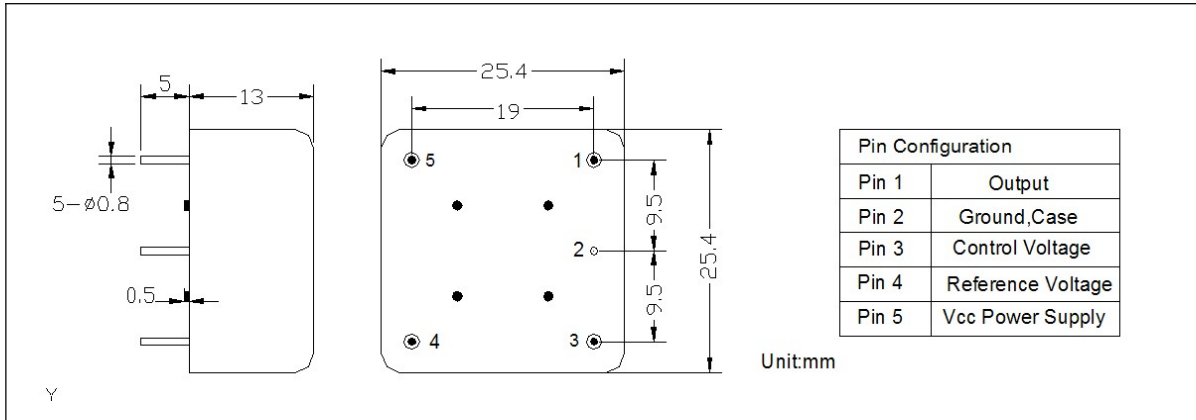 5
13
5-ø0.8
0.5
Y
25.4
19
5
1
2
4
3
9.5
9.5
25.4
Unit:mm
Pin Configuration
Pin 1 Output
Pin 2 Ground,Case
Pin 3 Control Voltage
Pin 4 Reference Voltage
Pin 5 Vcc Power Supply